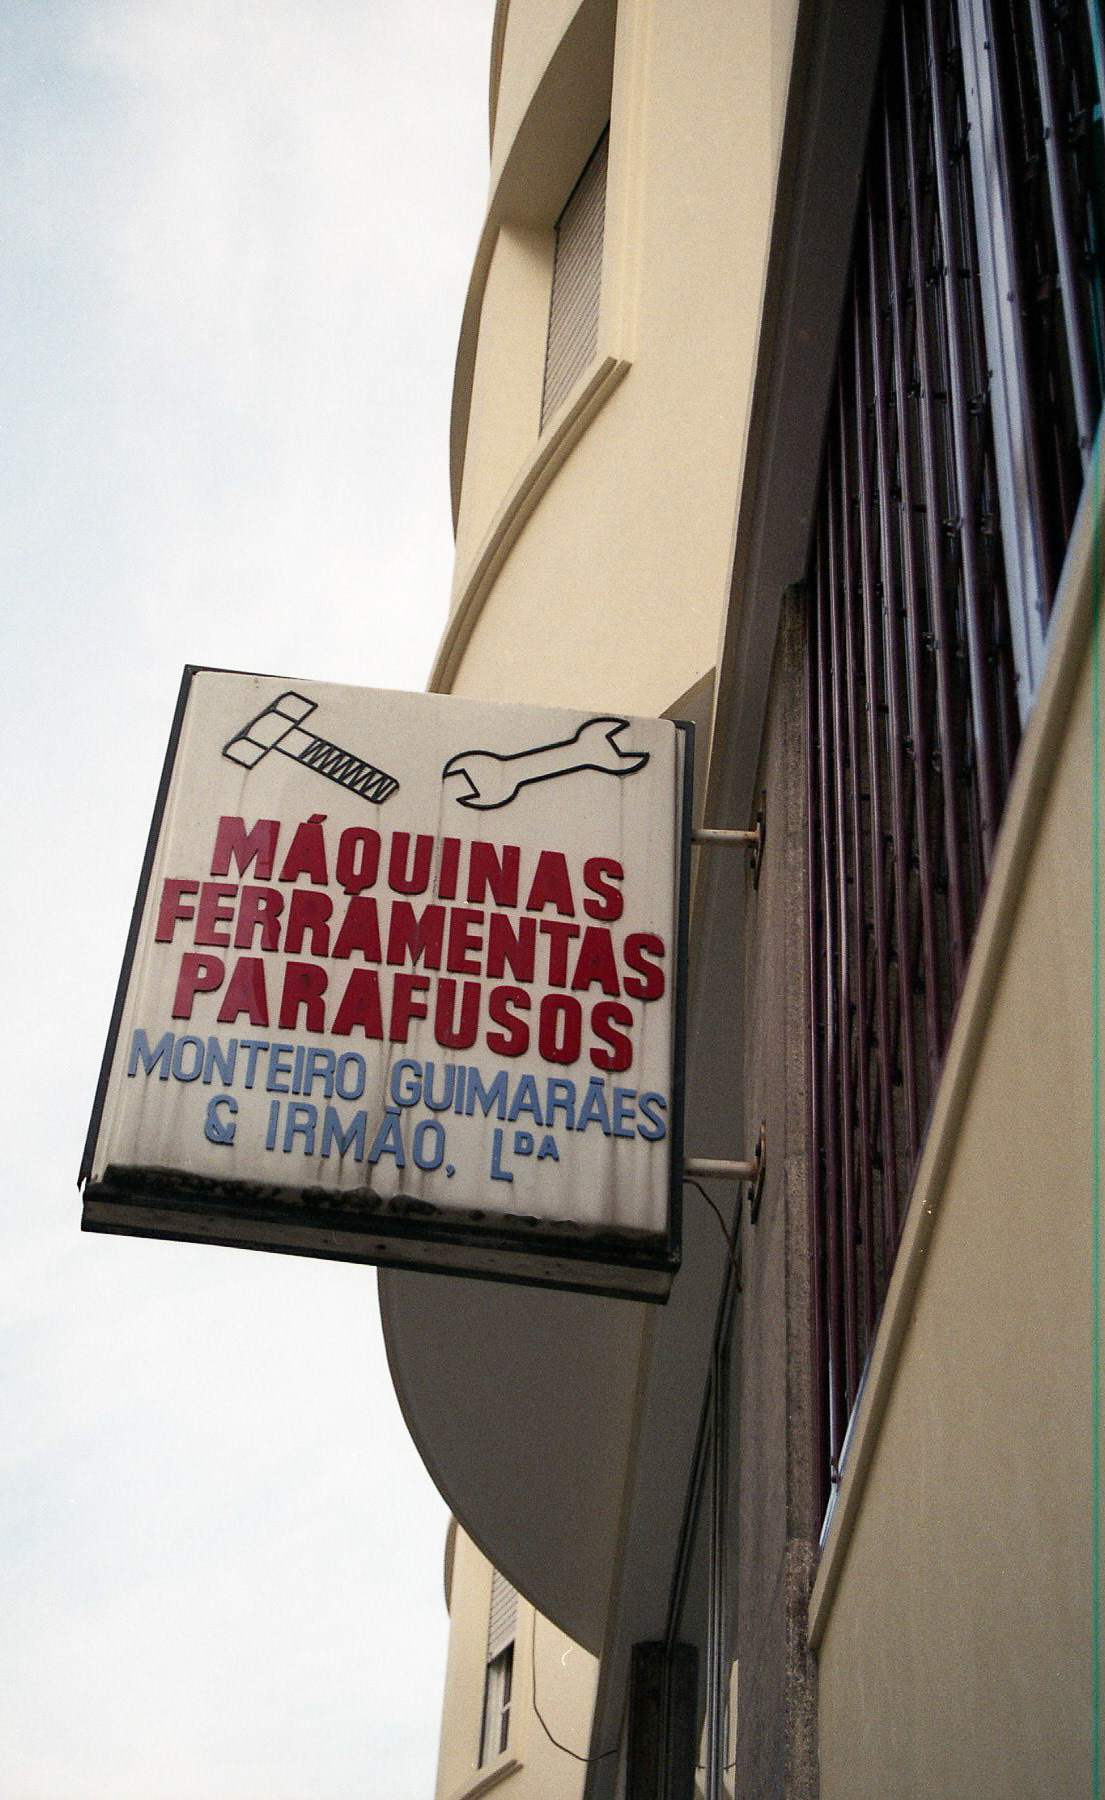 MÁQUINAS
FERRAMENTAS
PARAFUSOS
MONTEIRO GUIMARÃES
& IRMÃO, LDA